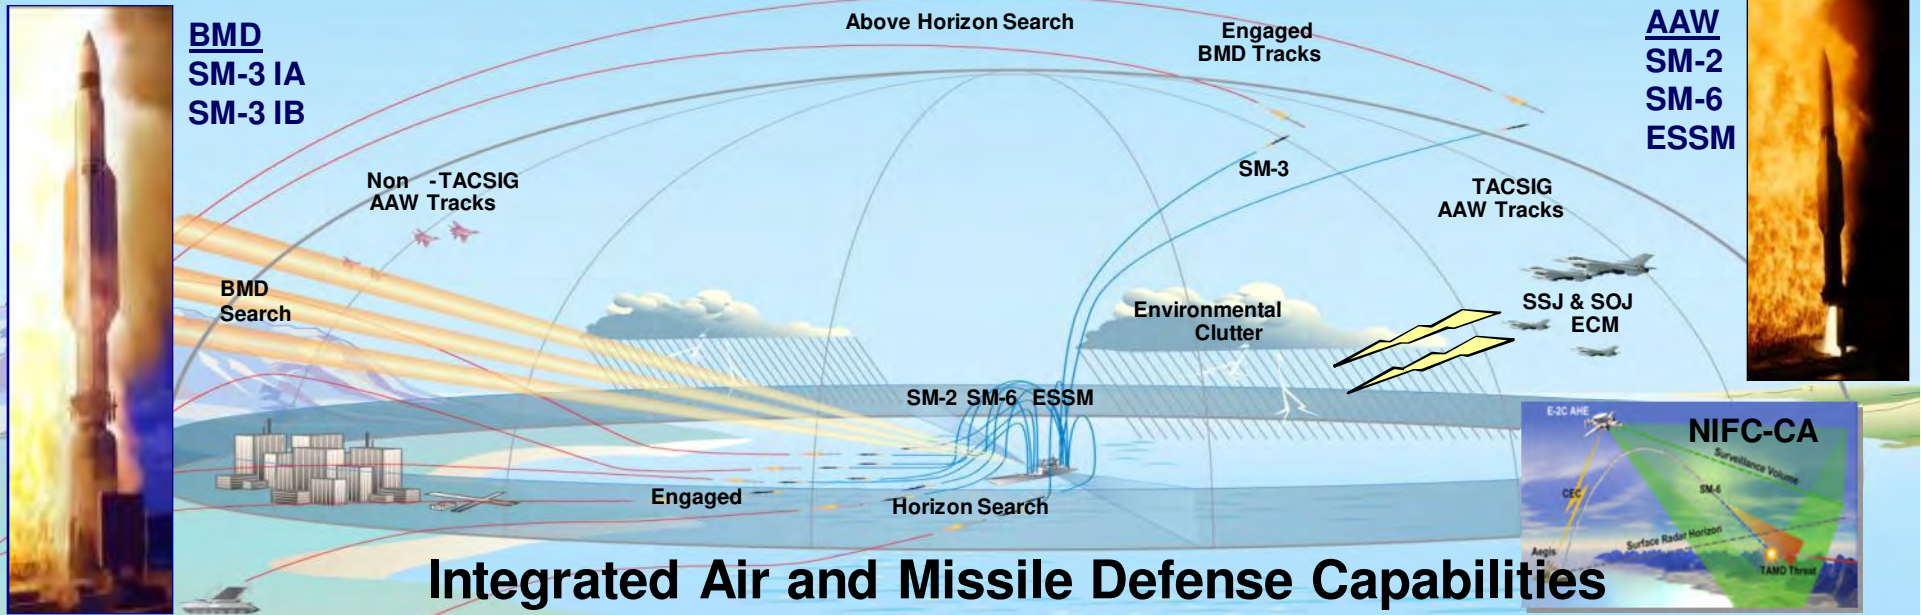 BMD
SM-3 IA
SM-3 IB
Above Horizon Search
Engaged
BMD Tracks
AAW
SM-2
SM-6
ESSM
Non -TACSIG
AAW Tracks
SM-3
TACSIG
AAW Tracks
BMD
Search
Environmental
Clutter
SSJ & SOJ
ECM
SM-2 SM-6 ESSM
Engaged
Horizon Search
E-2C AHE
NIFC-CA
Surveillance Volume
CEC
SM-6
Surface Radar Horizon
Aegis
TAMD Threat
Integrated Air and Missile Defense Capabilities